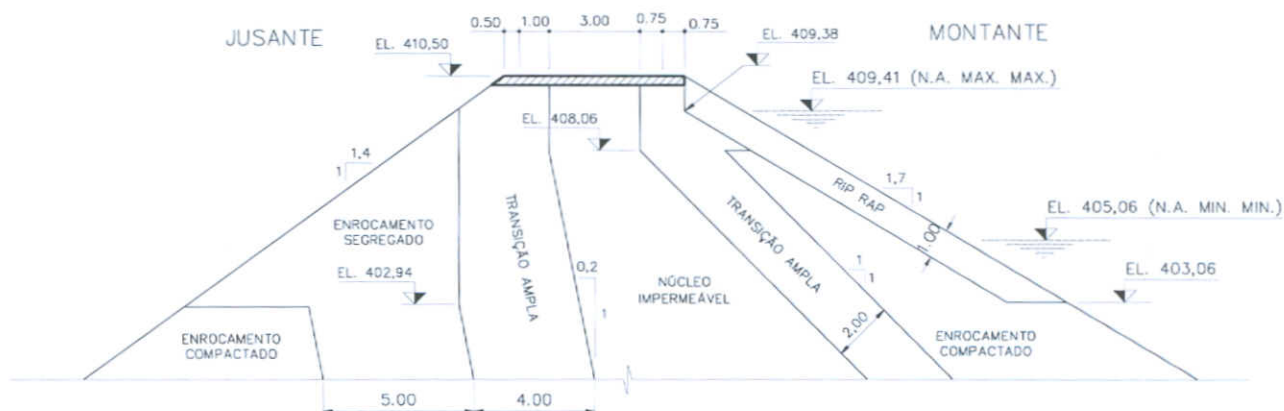 0.50 1.00 3.00 0.75 0.75
JUSANTE
EL. 410,50
EL. 409,38
MONTANTE
EL. 409,41 (N.A. MAX. MAX.)
EL. 408,06
1,4
1
ENROCAMENTO
SEGREGADO
TRANSIÇÃO AMPLA
0,2
1
NÚCLEO
IMPERMEÁVEL
TRANSIÇÃO AMPLA
1
1
RIP RAP
1,7
1
1,00
EL. 405,06 (N.A. MIN. MIN.)
EL. 402,94
EL. 403,06
ENROCAMENTO
COMPACTADO
2,00
ENROCAMENTO
COMPACTADO
5.00
4.00